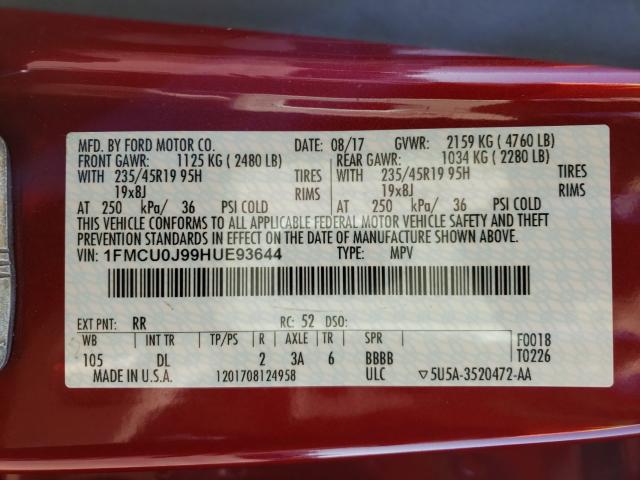 MFD. BY FORD MOTOR CO. DATE: 08/17 GVWR: 2159 KG ( 4760 LB)
FRONT GAWR: 1125 KG ( 2480 LB) REAR GAWR: 1034 KG ( 2280 LB)
WITH 235/45R19 95H TIRES WITH 235/45R19 95H TIRES
19x8J RIMS 19x8J RIMS
AT 250 kPa/ 36 PSI COLD AT 250 kPa/ 36 PSI COLD
THIS VEHICLE CONFORMS TO ALL APPLICABLE FEDERAL MOTOR VEHICLE SAFETY AND THEFT
PREVENTION STANDARDS IN EFFECT ON THE DATE OF MANUFACTURE SHOWN ABOVE.
VIN: 1FMCU0J99HUE93644 TYPE: MPV
EXT PNT: RR RC: 52 DSO:
WB INT TR TP/PS R AXLE TR SPR F0018
105 DL 2 3A 6 BBBB T0226
MADE IN U.S.A. 1201708124958 ULC ▽5U5A-3520472-AA